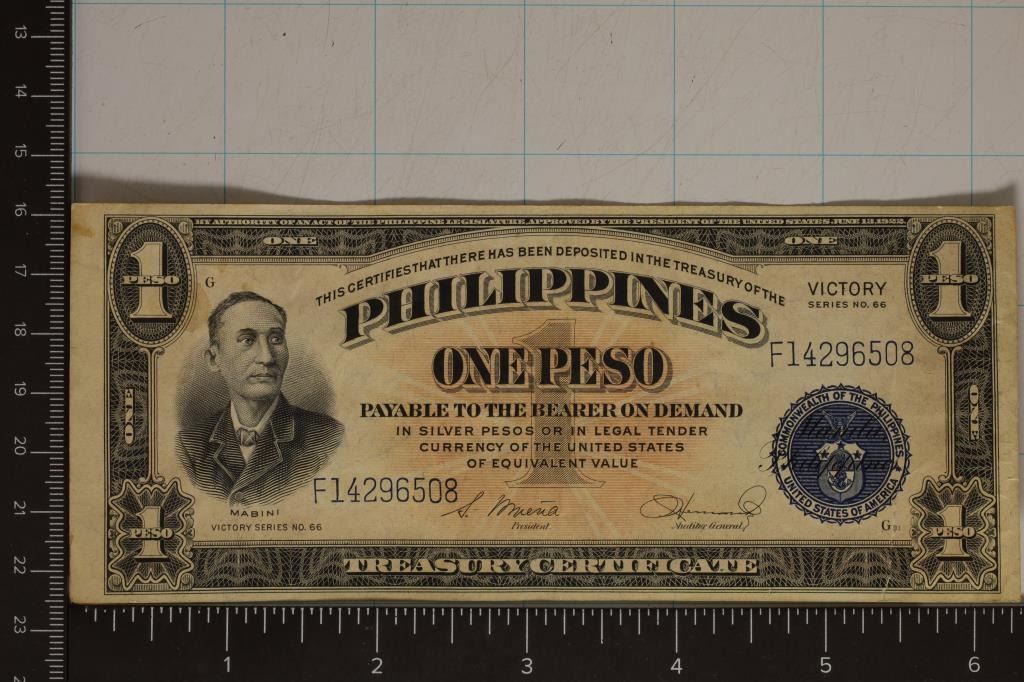 13
14
15
16
17
18
19
20
21
22
23
BY AUTHORITY OF AN ACT OF THE PHILIPPINE LEGISLATURE APPROVED BY THE PRESIDENT OF THE UNITED STATES JUNE 13, 1922
ONE ONE
1 PESO
1 PESO
G
THIS CERTIFIES THAT THERE HAS BEEN DEPOSITED IN THE TREASURY OF THE
PHILIPPINES
VICTORY
SERIES NO. 66
1
ONE PESO
F14296508
PAYABLE TO THE BEARER ON DEMAND
IN SILVER PESOS OR IN LEGAL TENDER
CURRENCY OF THE UNITED STATES
OF EQUIVALENT VALUE
ONE
ONE
COMMONWEALTH OF THE PHILIPPINES
UNITED STATES OF AMERICA
F14296508
MABINI
VICTORY SERIES NO. 66
S. Osmeña
President
Auditor General
G
1 PESO
1 PESO
TREASURY CERTIFICATE
1 2 3 4 5 6